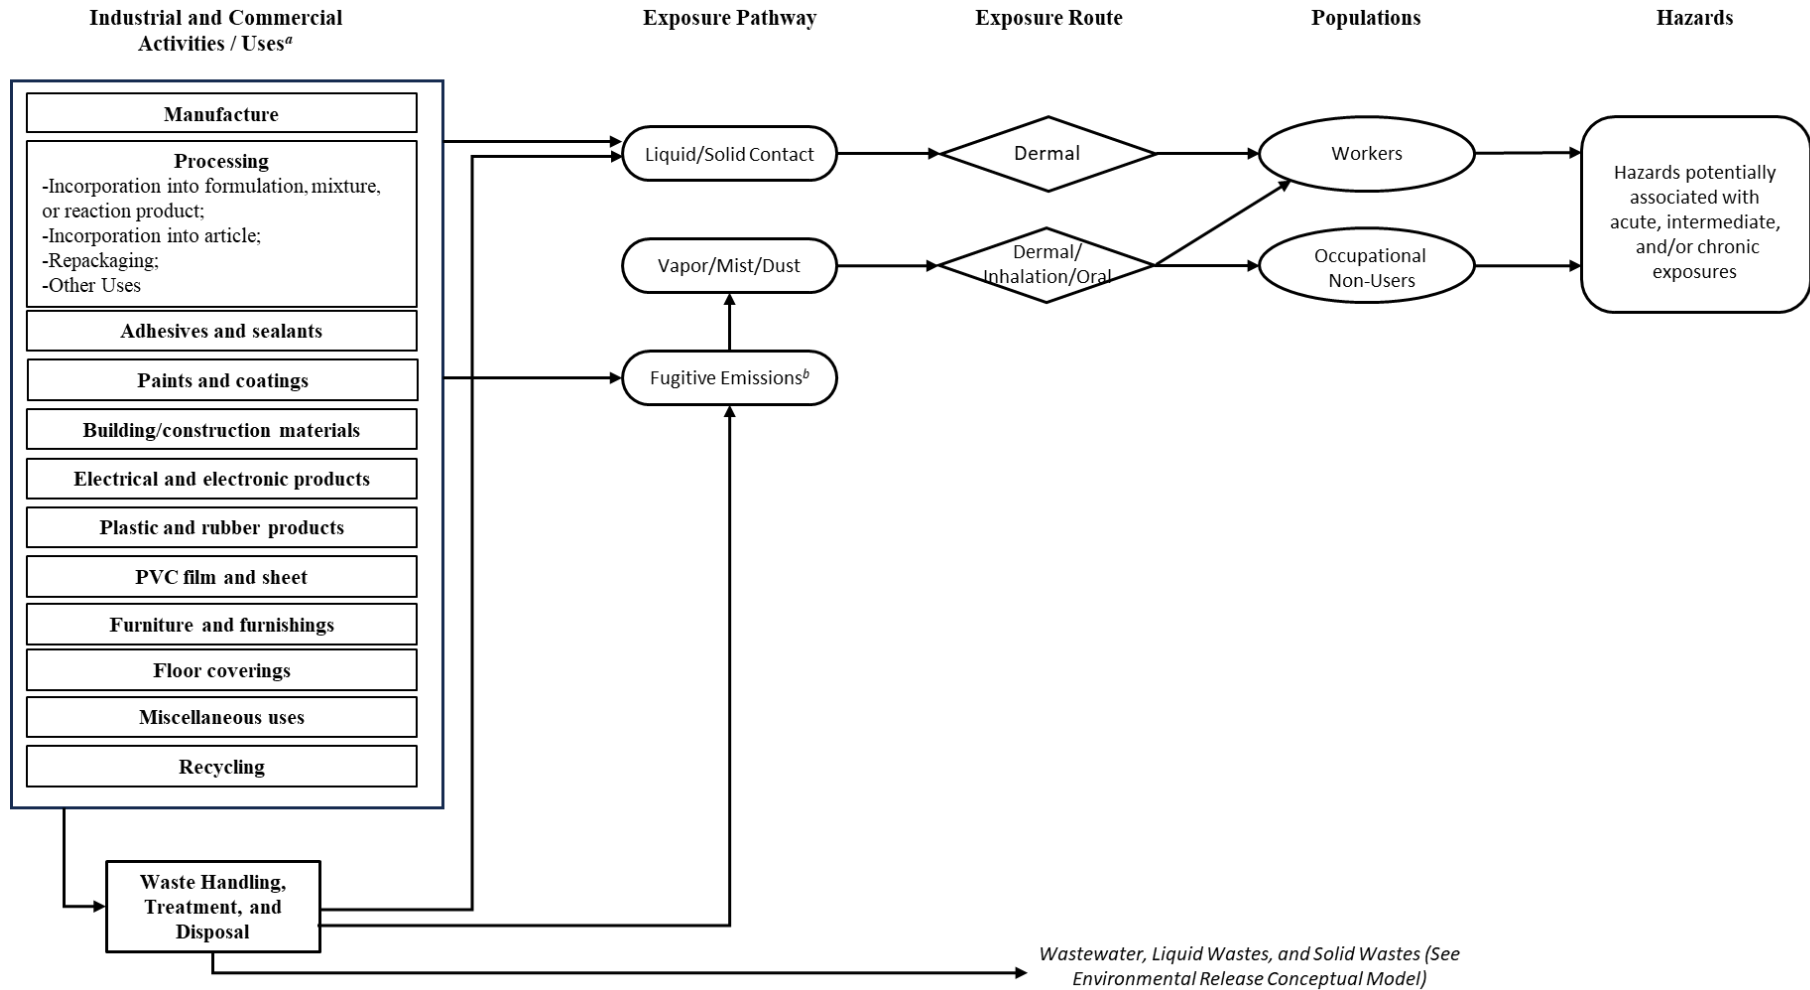 Industrial and Commercial
Activities / Usesᵃ
Exposure Pathway
Exposure Route
Populations
Hazards
Manufacture
Processing
-Incorporation into formulation, mixture,
or reaction product;
-Incorporation into article;
-Repackaging;
-Other Uses
Adhesives and sealants
Paints and coatings
Building/construction materials
Electrical and electronic products
Plastic and rubber products
PVC film and sheet
Furniture and furnishings
Floor coverings
Miscellaneous uses
Recycling
Waste Handling,
Treatment, and
Disposal
Liquid/Solid Contact
Vapor/Mist/Dust
Fugitive Emissionsᵇ
Dermal
Dermal/
Inhalation/Oral
Workers
Occupational
Non-Users
Hazards potentially
associated with
acute, intermediate,
and/or chronic
exposures
Wastewater, Liquid Wastes, and Solid Wastes (See
Environmental Release Conceptual Model)